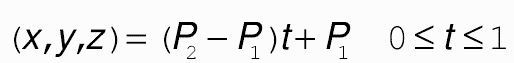 (x,y,z) = (P₂ − P₁)t + P₁   0 ≤ t ≤ 1